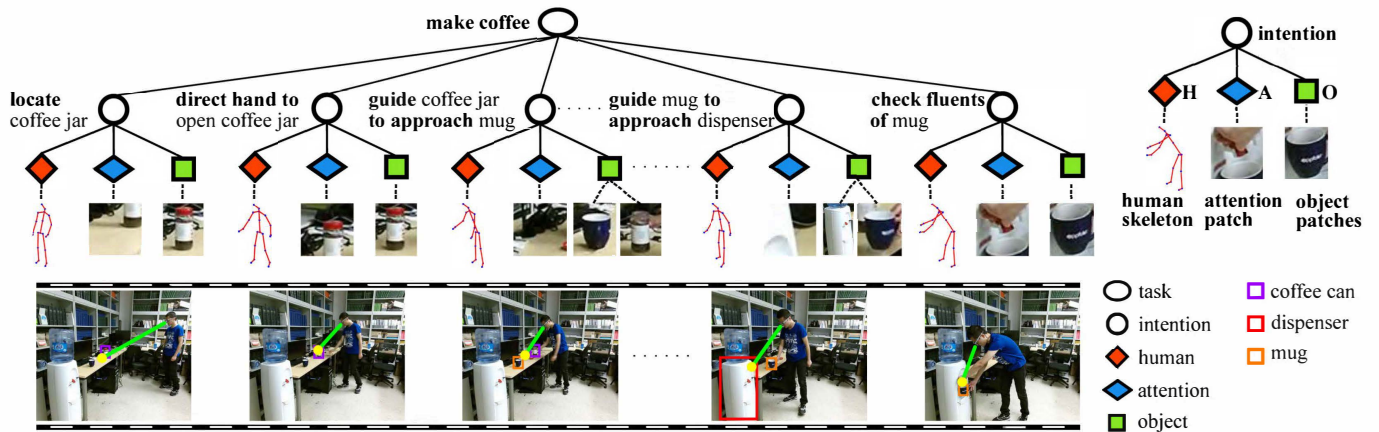 make coffee
locate
coffee jar
direct hand to
open coffee jar
guide coffee jar
to approach mug
guide mug to
approach dispenser
check fluents
of mug
intention
H
A
O
human
skeleton
attention
patch
object
patches
task
intention
human
attention
object
coffee can
dispenser
mug